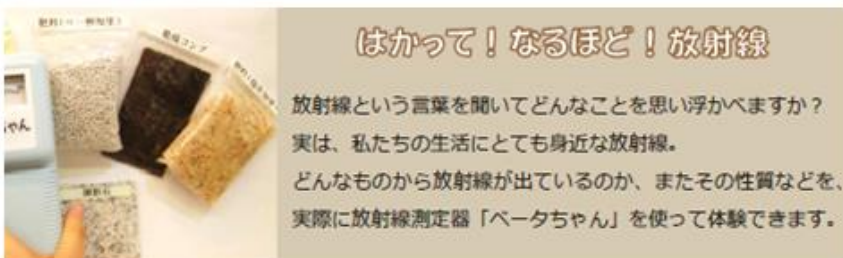 はかって！なるほど！放射線
放射線という言葉を聞いてどんなことを思い浮かべますか？
実は、私たちの生活にとても身近な放射線。
どんなものから放射線が出ているのか、またその性質などを、
実際に放射線測定器「ベータちゃん」を使って体験できます。
乾燥コンブ
ちゃん